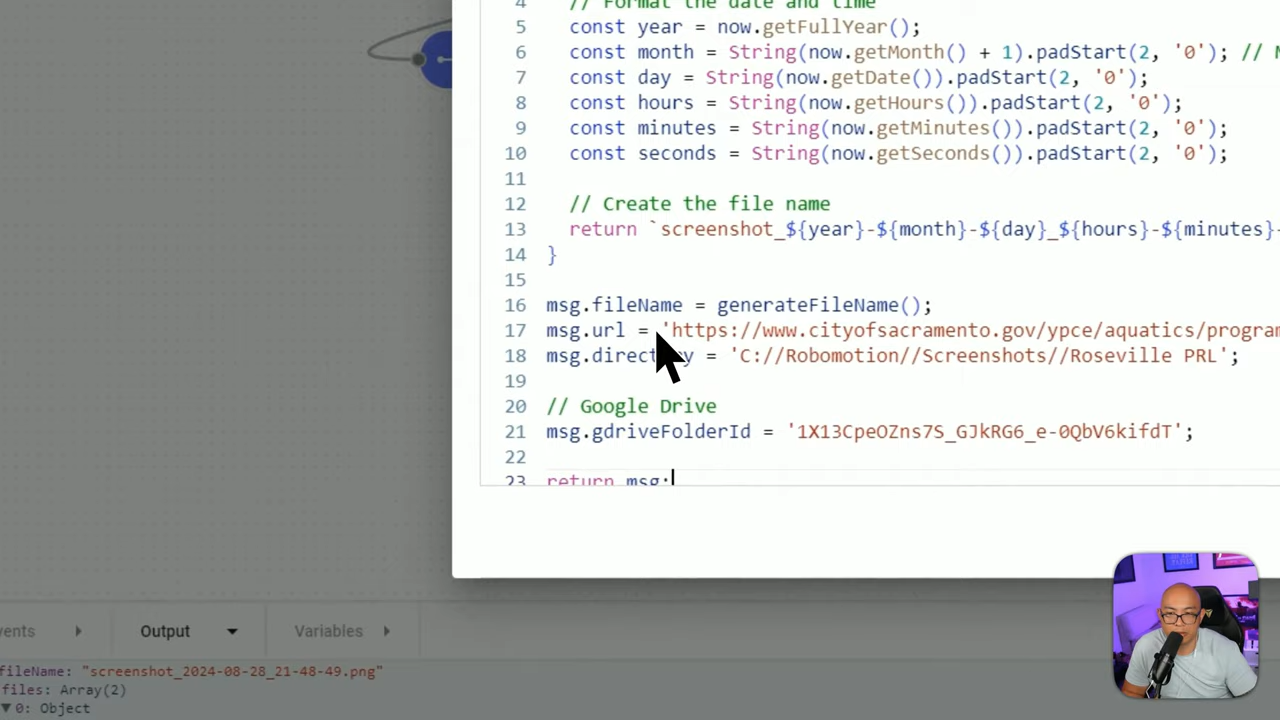 4 // Format the date and time
5 const year = now.getFullYear();
6 const month = String(now.getMonth() + 1).padStart(2, '0'); //
7 const day = String(now.getDate()).padStart(2, '0');
8 const hours = String(now.getHours()).padStart(2, '0');
9 const minutes = String(now.getMinutes()).padStart(2, '0');
10 const seconds = String(now.getSeconds()).padStart(2, '0');
11
12 // Create the file name
13 return `screenshot_${year}-${month}-${day}_${hours}-${minutes}-
14 }
15
16 msg.fileName = generateFileName();
17 msg.url = 'https://www.cityofsacramento.gov/ypce/aquatics/program
18 msg.directory = 'C://Robomotion//Screenshots//Roseville PRL';
19
20 // Google Drive
21 msg.gdriveFolderId = '1X13CpeOZns7S_GJkRG6_e-0QbV6kifdT';
22
23 return msg;
vents Output Variables
fileName: "screenshot_2024-08-28_21-48-49.png"
files: Array(2)
0: Object